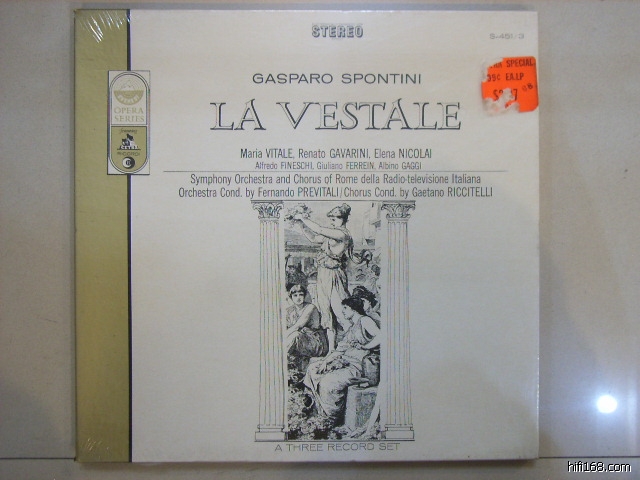 STEREO
S-451/3
GASPARO SPONTINI
LA VESTALE
SPECIAL
39¢ EA.LP
OPERA
SERIES
Maria VITALE, Renato GAVARINI, Elena NICOLAI
Alfredo FINESCHI, Giuliano FERREIN, Albino GAGGI
Symphony Orchestra and Chorus of Rome della Radio-televisione Italiana
Orchestra Cond. by Fernando PREVITALI/Chorus Cond. by Gaetano RICCITELLI
A THREE RECORD SET
hifi168.com